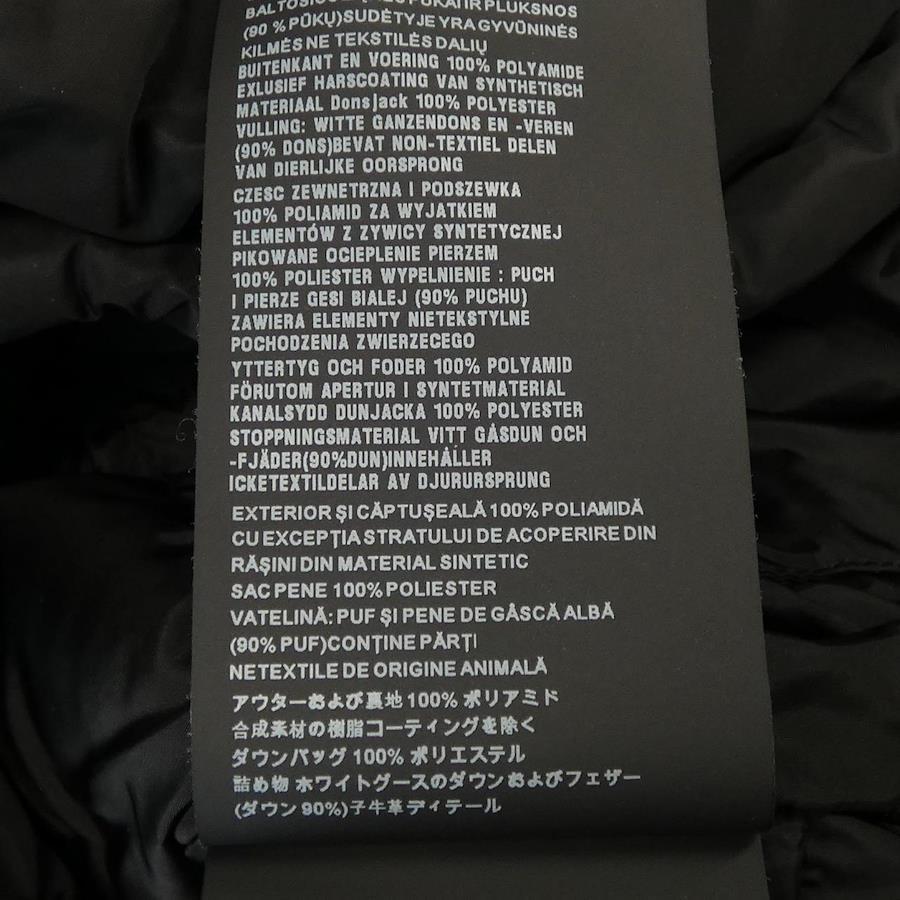 PLUKSNOS
(90 % PŪKŲ)SUDĖTYJE YRA GYVŪNINĖS
KILMĖS NE TEKSTILĖS DALIŲ
BUITENKANT EN VOERING 100% POLYAMIDE
EXLUSIEF HARSCOATING VAN SYNTHETISCH
MATERIAAL Donsjack 100% POLYESTER
VULLING: WITTE GANZENDONS EN -VEREN
(90% DONS)BEVAT NON-TEXTIEL DELEN
VAN DIERLIJKE OORSPRONG
CZESC ZEWNETRZNA I PODSZEWKA
100% POLIAMID ZA WYJATKIEM
ELEMENTÓW Z ZYWICY SYNTETYCZNEJ
PIKOWANE OCIEPLENIE PIERZEM
100% POLIESTER WYPELNIENIE : PUCH
I PIERZE GESI BIALEJ (90% PUCHU)
ZAWIERA ELEMENTY NIETEKSTYLNE
POCHODZENIA ZWIERZECEGO
YTTERTYG OCH FODER 100% POLYAMID
FÖRUTOM APERTUR I SYNTETMATERIAL
KANALSYDD DUNJACKA 100% POLYESTER
STOPPNINGSMATERIAL VITT GÅSDUN OCH
-FJÄDER(90%DUN)INNEHÅLLER
ICKETEXTILDELAR AV DJURURSPRUNG
EXTERIOR ȘI CĂPTUȘEALĂ 100% POLIAMIDĂ
CU EXCEPȚIA STRATULUI DE ACOPERIRE DIN
RĂȘINI DIN MATERIAL SINTETIC
SAC PENE 100% POLIESTER
VATELINĂ: PUF ȘI PENE DE GÂSCĂ ALBĂ
(90% PUF)CONȚINE PĂRȚI
NETEXTILE DE ORIGINE ANIMALĂ
アウターおよび裏地 100% ポリアミド
合成素材の樹脂コーティングを除く
ダウンバッグ 100% ポリエステル
詰め物 ホワイトグースのダウンおよびフェザー
(ダウン 90%)子牛革ディテール